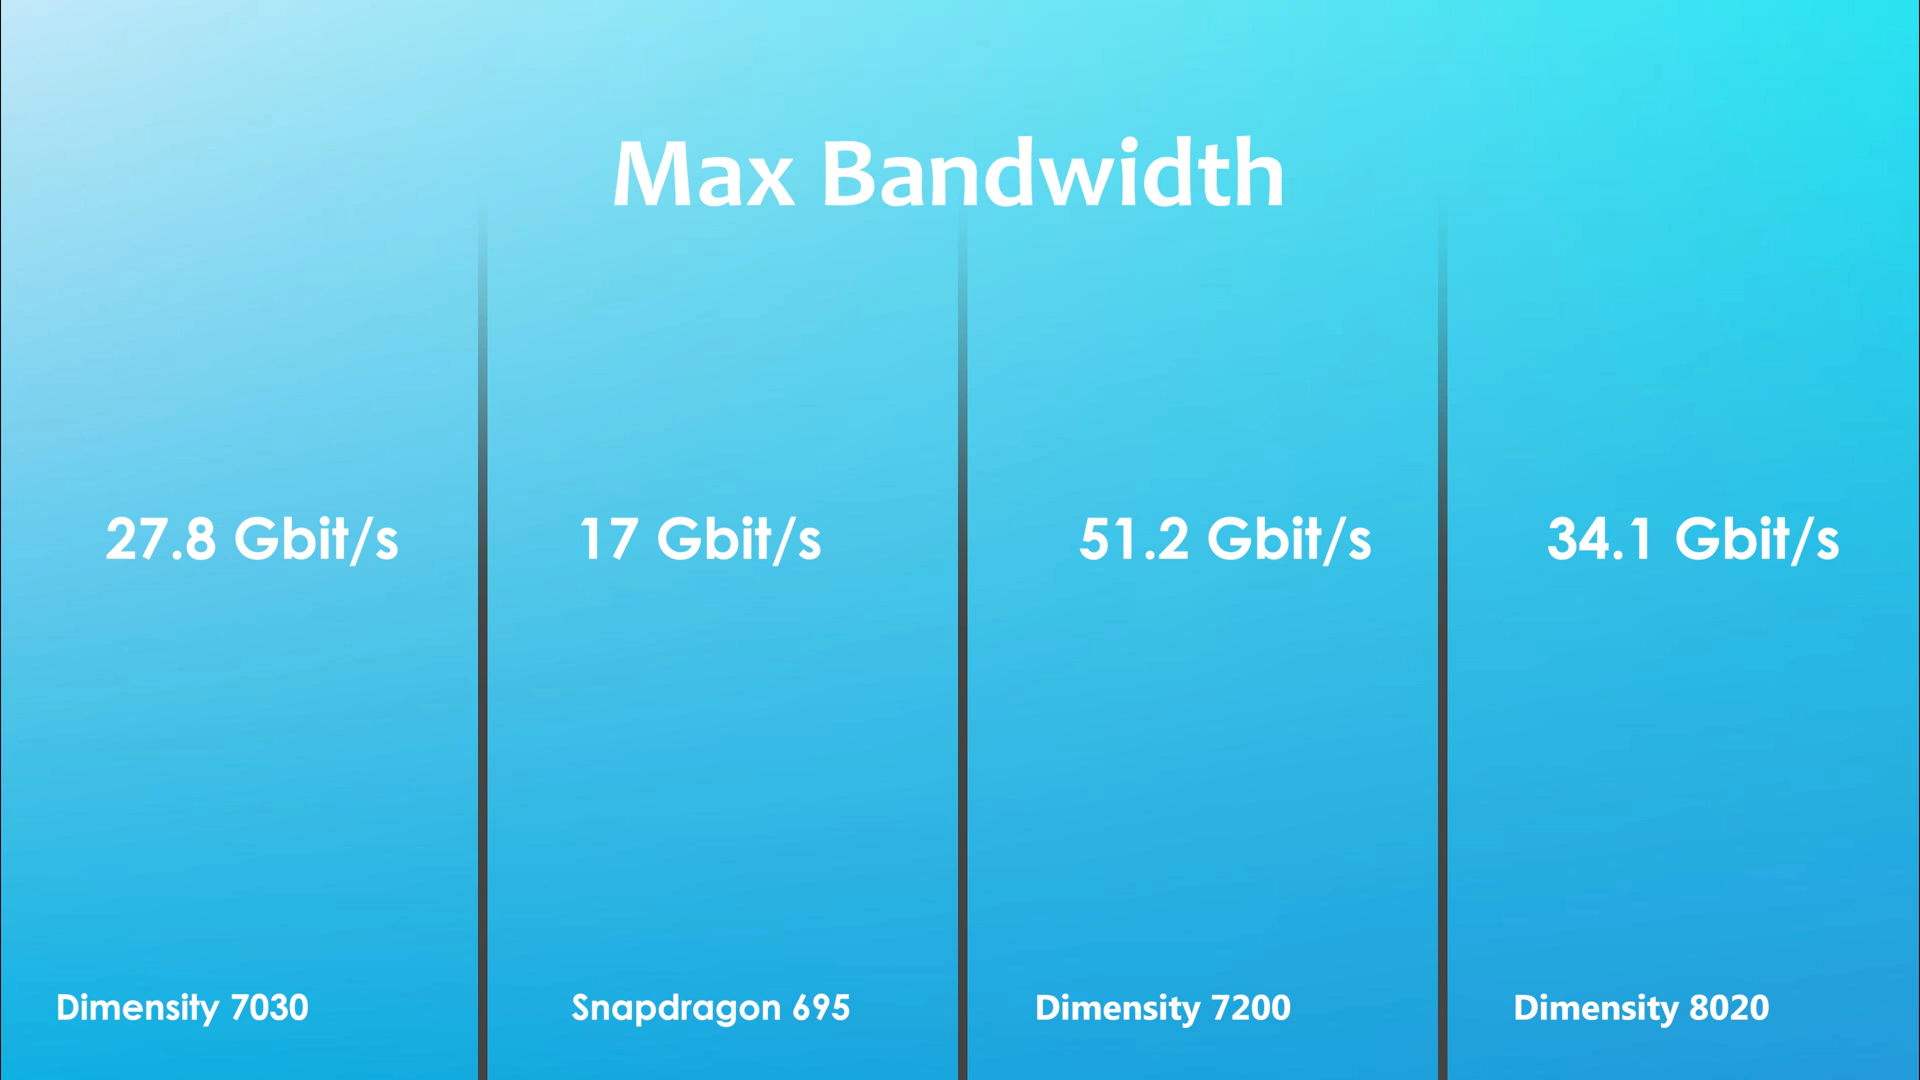 Max Bandwidth
27.8 Gbit/s
17 Gbit/s
51.2 Gbit/s
34.1 Gbit/s
Dimensity 7030
Snapdragon 695
Dimensity 7200
Dimensity 8020